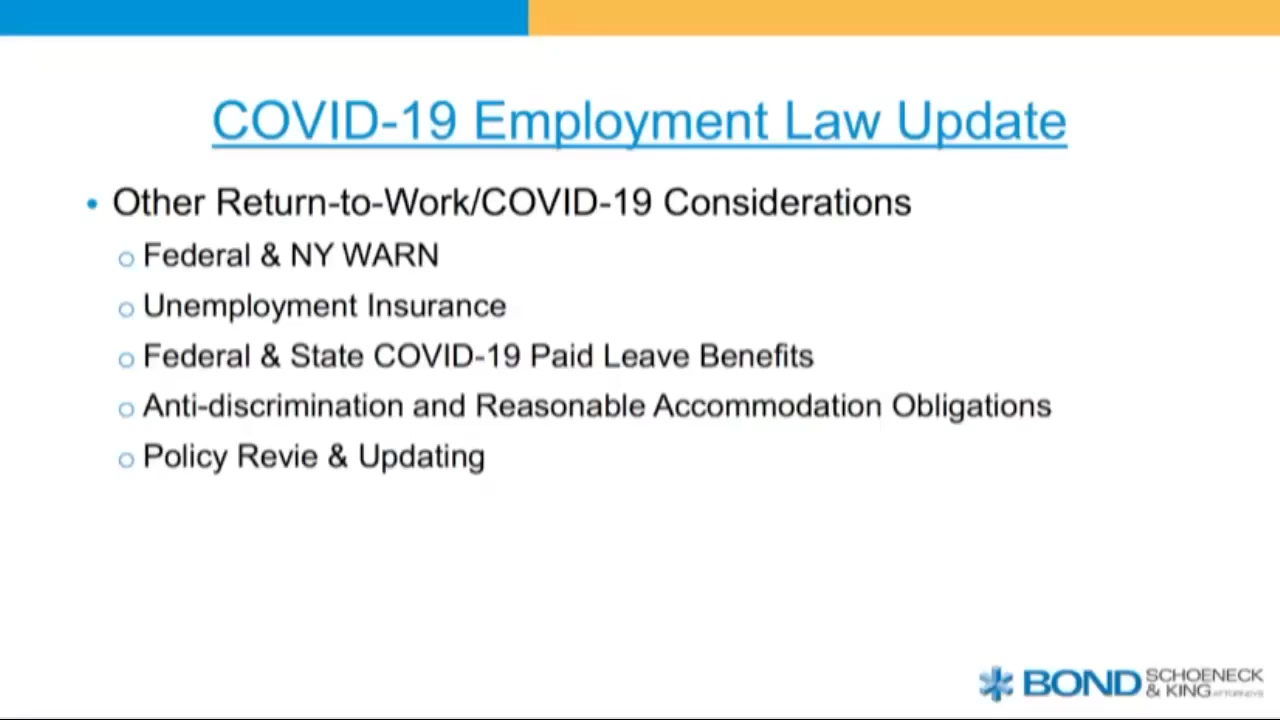 COVID-19 Employment Law Update
• Other Return-to-Work/COVID-19 Considerations
o Federal & NY WARN
o Unemployment Insurance
o Federal & State COVID-19 Paid Leave Benefits
o Anti-discrimination and Reasonable Accommodation Obligations
o Policy Revie & Updating
BOND SCHOENECK
& KING ATTORNEYS